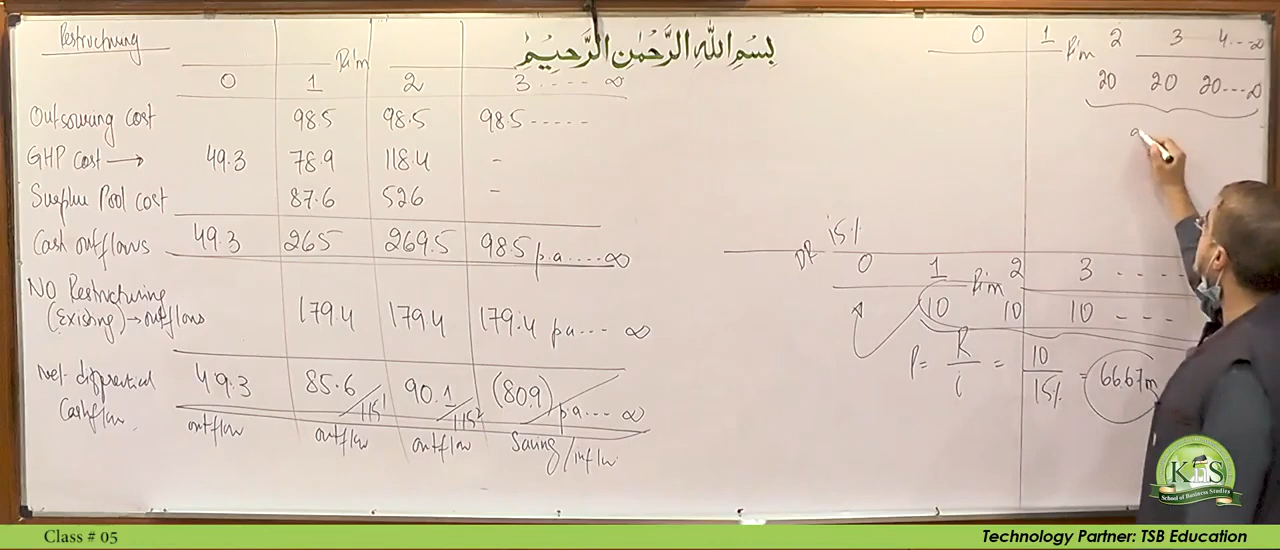 بِسْمِ اللهِ الرَّحْمٰنِ الرَّحِيْمِ
Restructuring
Rs'm
0 1 2 3 ---- ∞
Outsourcing cost 98.5 98.5 98.5 -----
GHP cost → 49.3 78.9 118.4 -
Surplus Pool cost 87.6 52.6 -
Cash outflows 49.3 265 269.5 98.5 p.a ---- ∞
NO Restructuring
(Existing) → outflows 179.4 179.4 179.4 pa --- ∞
Net differential
Cashflow 49.3 85.6 90.1 (80.9) pa ---- ∞
1.15¹ 1.15²
outflow outflow outflow Saving/inflow
0 1 2 3 4 --- ∞
Rs'm
20 20 20 --- ∞
DR 15%
0 1 2 3 ----
Rs'm
10 10 10 ---
P = R/i = 10/15% = 66.67m
KnS
School of Business Studies
Class # 05
Technology Partner: TSB Education